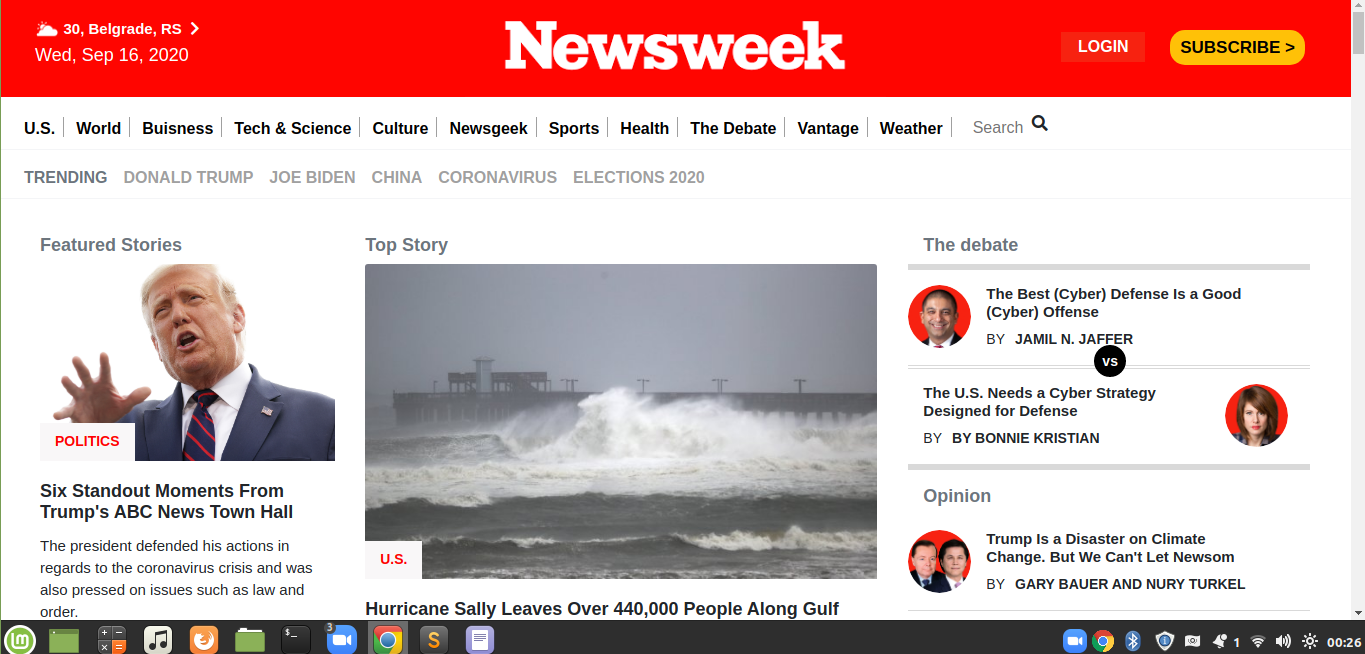 30, Belgrade, RS
Wed, Sep 16, 2020
Newsweek
LOGIN
SUBSCRIBE >
U.S. World Buisness Tech & Science Culture Newsgeek Sports Health The Debate Vantage Weather Search
TRENDING DONALD TRUMP JOE BIDEN CHINA CORONAVIRUS ELECTIONS 2020
Featured Stories
POLITICS
Six Standout Moments From
Trump's ABC News Town Hall
The president defended his actions in
regards to the coronavirus crisis and was
also pressed on issues such as law and
order.
Top Story
U.S.
Hurricane Sally Leaves Over 440,000 People Along Gulf
The debate
The Best (Cyber) Defense Is a Good
(Cyber) Offense
BY JAMIL N. JAFFER
vs
The U.S. Needs a Cyber Strategy
Designed for Defense
BY BY BONNIE KRISTIAN
Opinion
Trump Is a Disaster on Climate
Change. But We Can't Let Newsom
BY GARY BAUER AND NURY TURKEL
3
$_
S
1
00:26